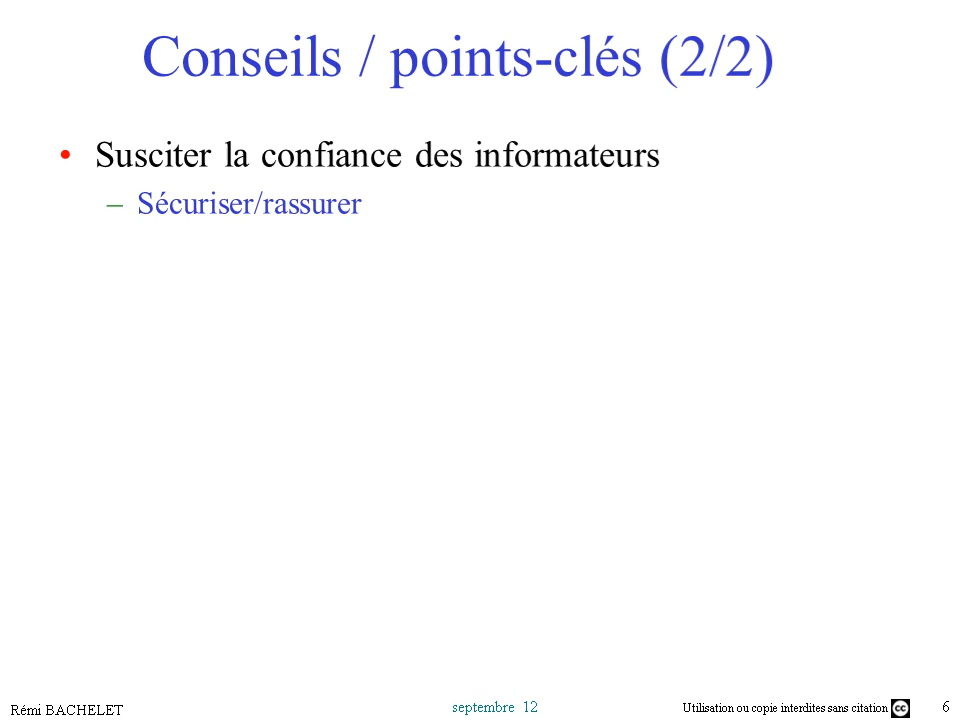 Conseils / points-clés (2/2)
• Susciter la confiance des informateurs
– Sécuriser/rassurer
Rémi BACHELET
septembre 12
Utilisation ou copie interdites sans citation
cc
6